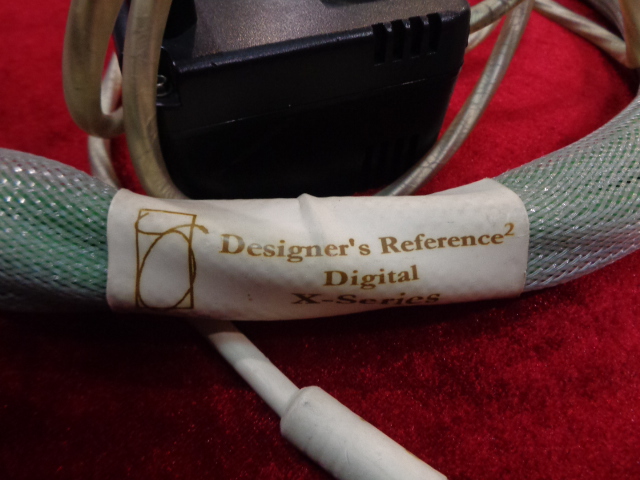 Designer's Reference²
Digital
X-Series